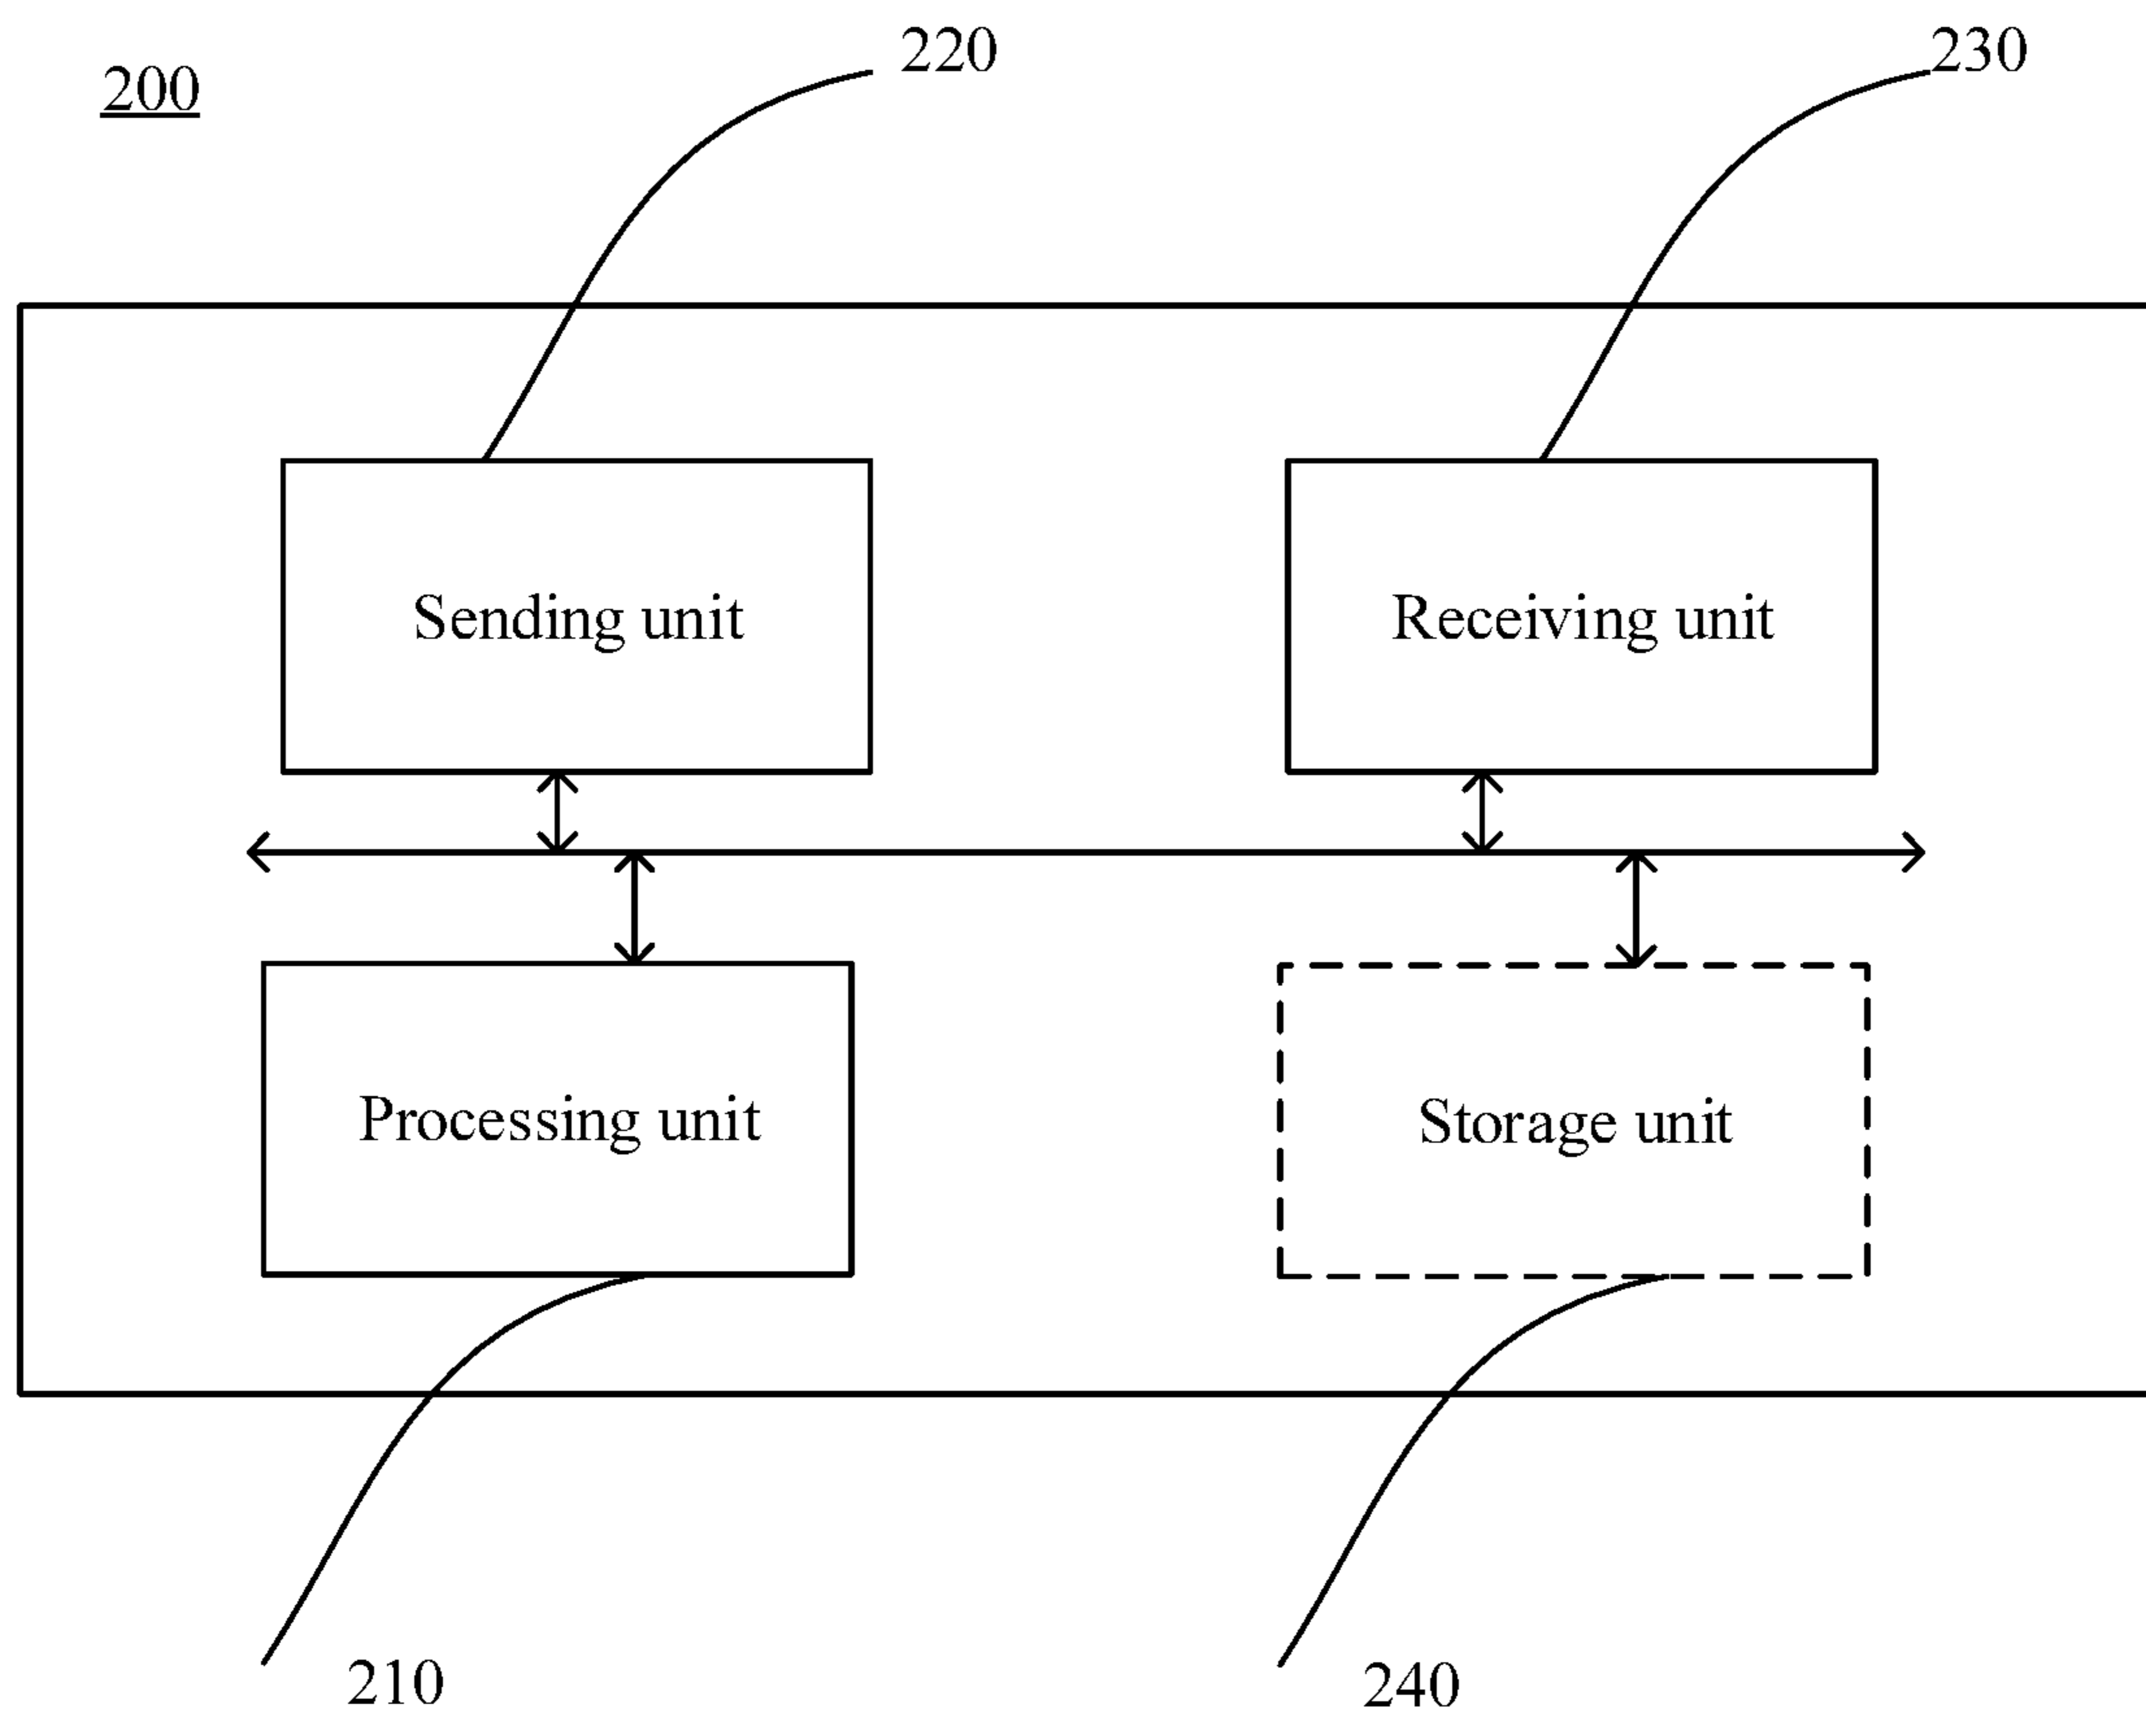 200
220
230
Sending unit
Receiving unit
Processing unit
Storage unit
210
240